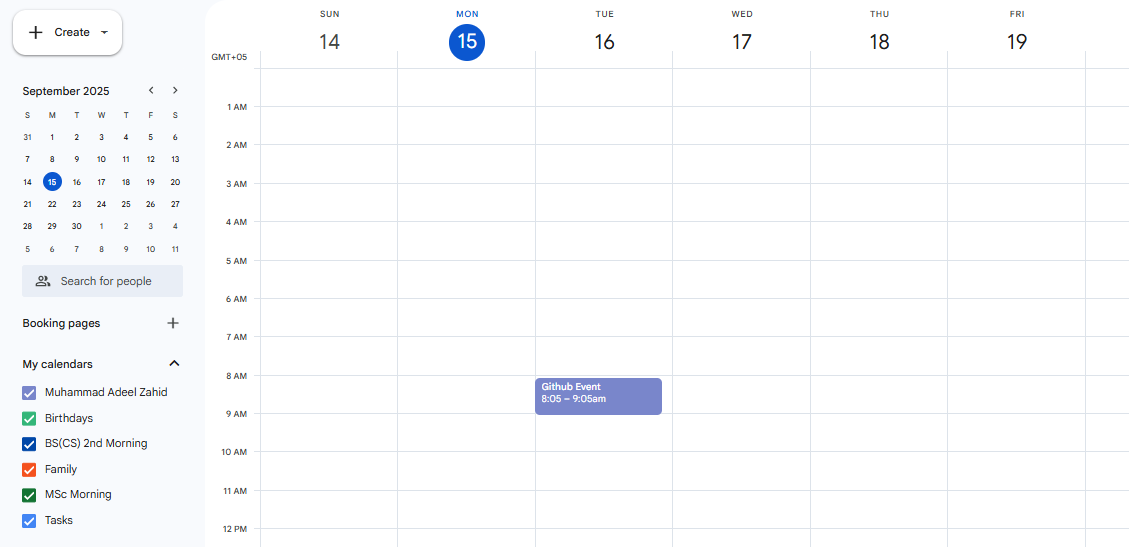 Create
September 2025
S M T W T F S
31 1 2 3 4 5 6
7 8 9 10 11 12 13
14 15 16 17 18 19 20
21 22 23 24 25 26 27
28 29 30 1 2 3 4
5 6 7 8 9 10 11
Search for people
Booking pages
My calendars
Muhammad Adeel Zahid
Birthdays
BS(CS) 2nd Morning
Family
MSc Morning
Tasks
SUN MON TUE WED THU FRI
14 15 16 17 18 19
GMT+05
1 AM
2 AM
3 AM
4 AM
5 AM
6 AM
7 AM
8 AM
Github Event
8:05 – 9:05am
9 AM
10 AM
11 AM
12 PM